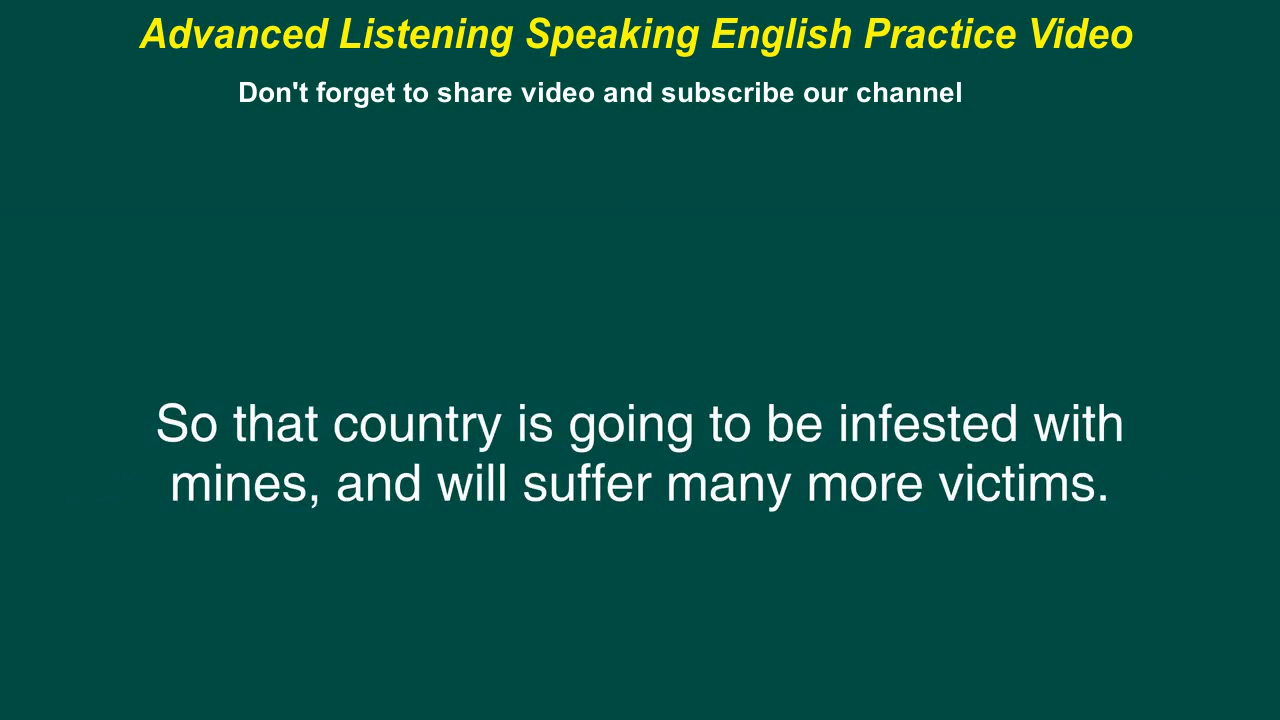 Advanced Listening Speaking English Practice Video
Don't forget to share video and subscribe our channel
So that country is going to be infested with
mines, and will suffer many more victims.